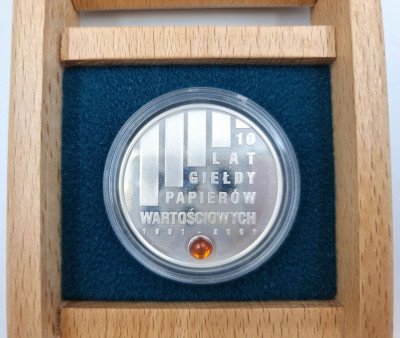 10
LAT
GIEŁDY
PAPIERÓW
WARTOŚCIOWYCH
1991-2001